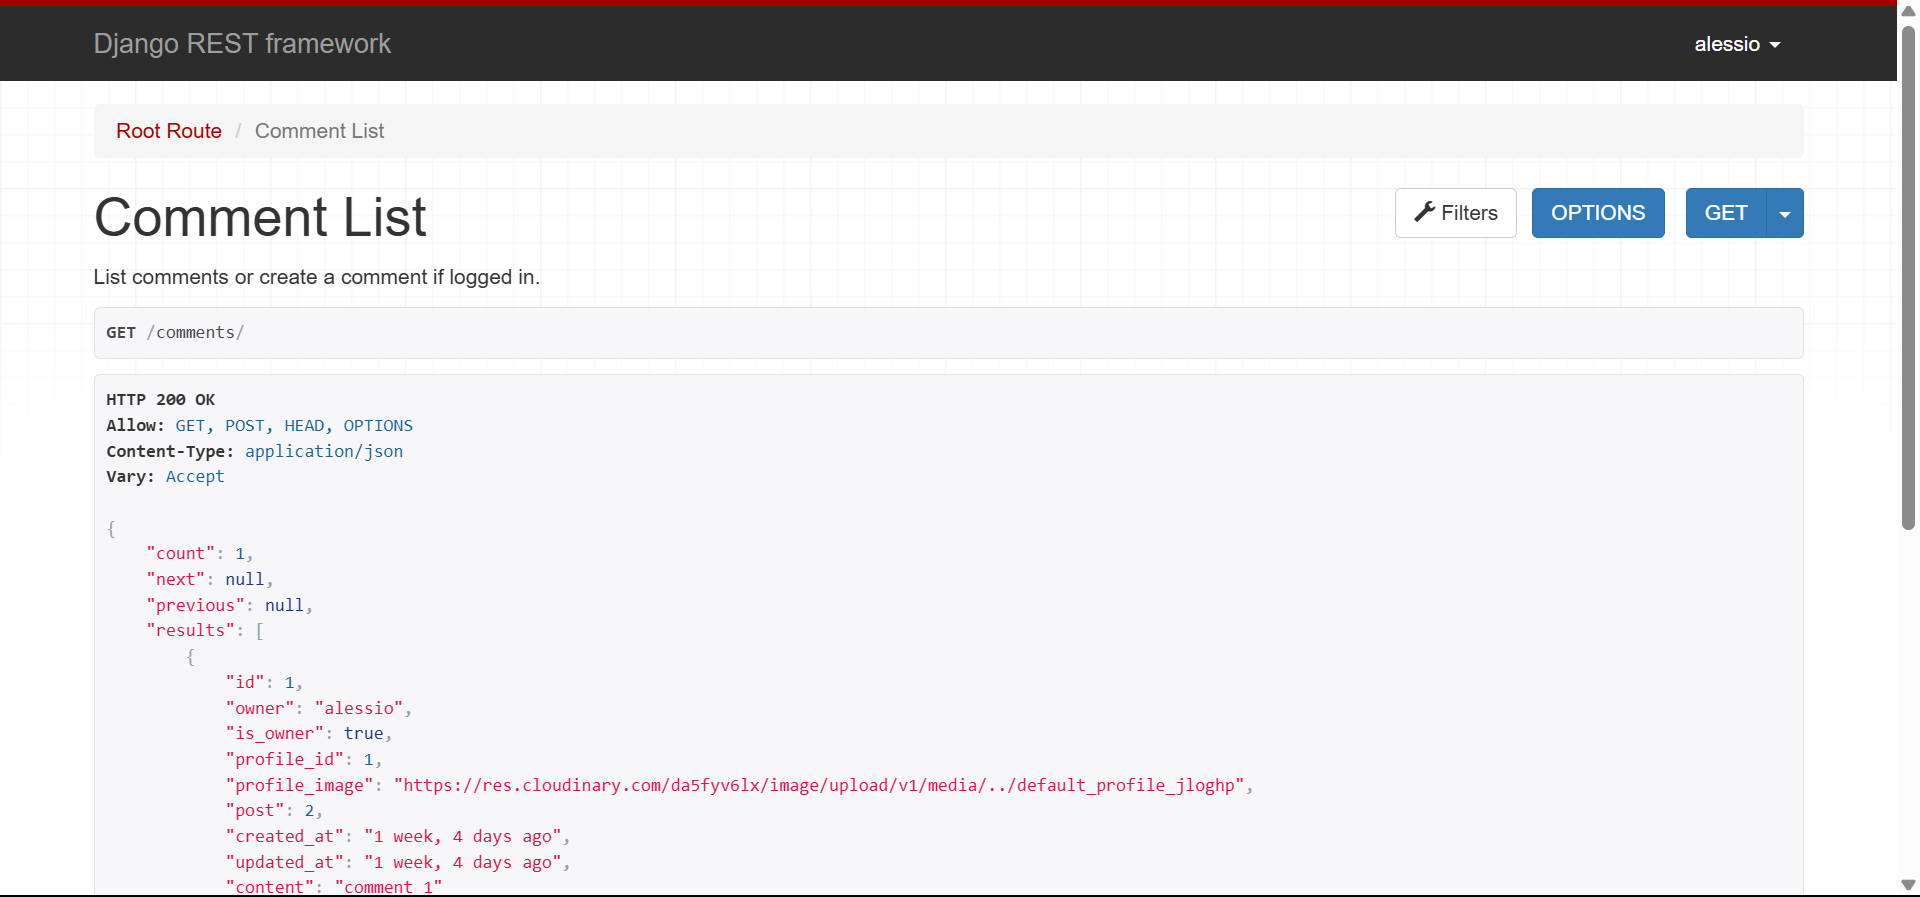 Django REST framework
alessio
Root Route / Comment List
Comment List
Filters
OPTIONS
GET
List comments or create a comment if logged in.
GET /comments/
HTTP 200 OK
Allow: GET, POST, HEAD, OPTIONS
Content-Type: application/json
Vary: Accept
{
    "count": 1,
    "next": null,
    "previous": null,
    "results": [
        {
            "id": 1,
            "owner": "alessio",
            "is_owner": true,
            "profile_id": 1,
            "profile_image": "https://res.cloudinary.com/da5fyv6lx/image/upload/v1/media/../default_profile_jloghp",
            "post": 2,
            "created_at": "1 week, 4 days ago",
            "updated_at": "1 week, 4 days ago",
            "content": "comment 1"